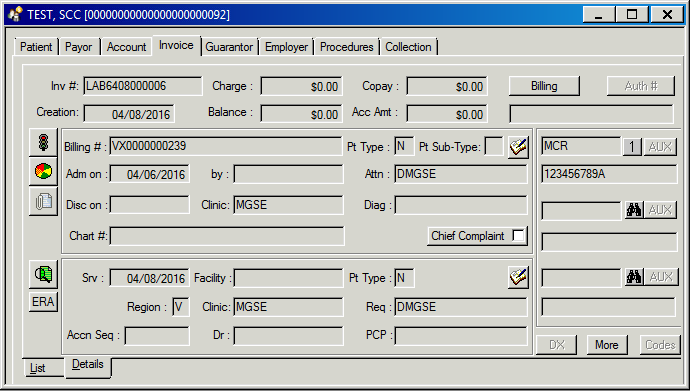 TEST, SCC [00000000000000000000092]
Patient Payor Account Invoice Guarantor Employer Procedures Collection
Inv #: LAB6408000006 Charge : $0.00 Copay : $0.00 Billing Auth #
Creation: 04/08/2016 Balance : $0.00 Acc Amt : $0.00
Billing # : VX0000000239 Pt Type : N Pt Sub-Type: MCR 1 AUX
Adm on : 04/06/2016 by : Attn : DMGSE 123456789A
Disc on : Clinic: MGSE Diag : AUX
Chart #: Chief Complaint
Srv : 04/08/2016 Facility : Pt Type : N AUX
ERA Region : V Clinic: MGSE Req : DMGSE
Accn Seq : Dr : PCP : DX More Codes
List Details